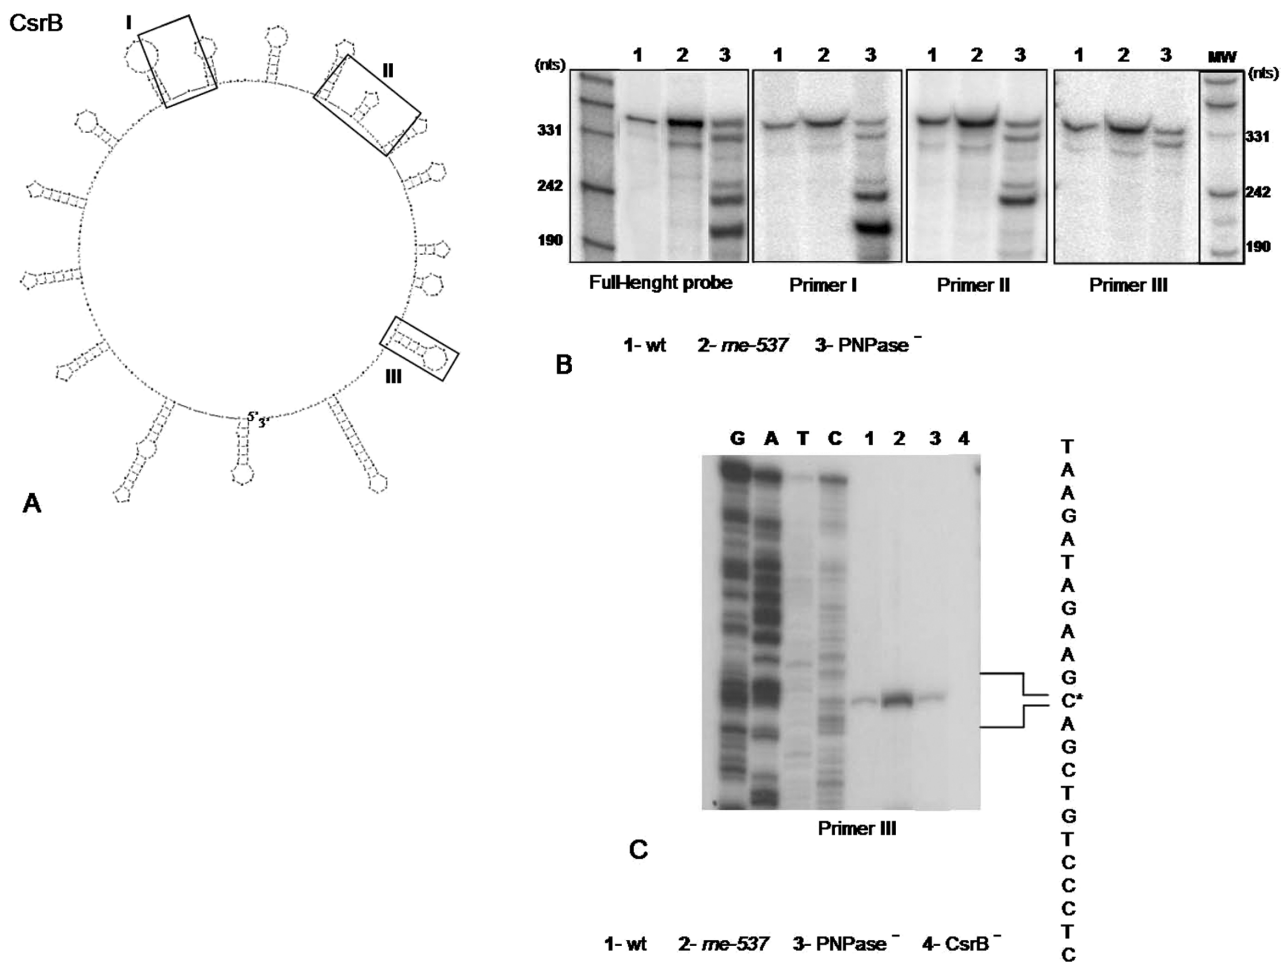 CsrB
I
II
III
5'
3'
A
1 2 3 1 2 3 1 2 3 1 2 3 MW
(nts) (nts)
331 331
242 242
190 190
Full-lenght probe Primer I Primer II Primer III
1- wt 2- rne-537 3- PNPase -
B
G A T C 1 2 3 4
T
A
A
G
A
T
A
G
A
A
G
C*
A
G
C
T
G
T
C
C
C
T
C
Primer III
C
1- wt 2- rne-537 3- PNPase - 4- CsrB -